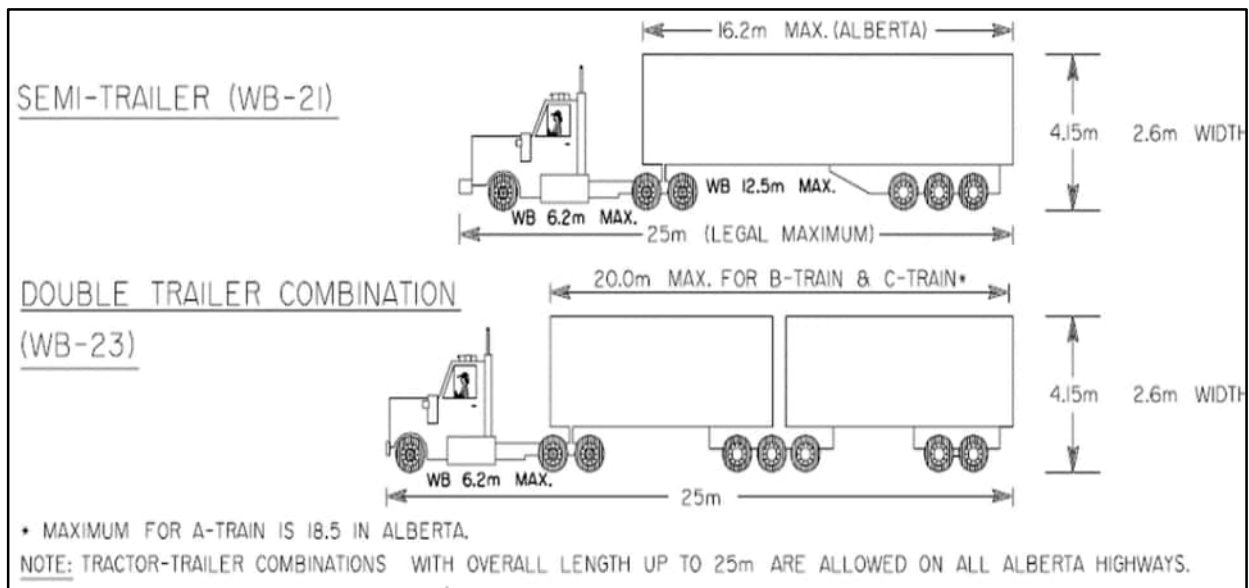 16.2m MAX.(ALBERTA)
SEMI-TRAILER (WB-21)
4.15m 2.6m WIDTH
WB 12.5m MAX.
WB 6.2m MAX.
25m (LEGAL MAXIMUM)
20.0m MAX. FOR B-TRAIN & C-TRAIN*
DOUBLE TRAILER COMBINATION
(WB-23)
4.15m 2.6m WIDTH
WB 6.2m MAX.
25m
* MAXIMUM FOR A-TRAIN IS 18.5 IN ALBERTA.
NOTE: TRACTOR-TRAILER COMBINATIONS WITH OVERALL LENGTH UP TO 25m ARE ALLOWED ON ALL ALBERTA HIGHWAYS.